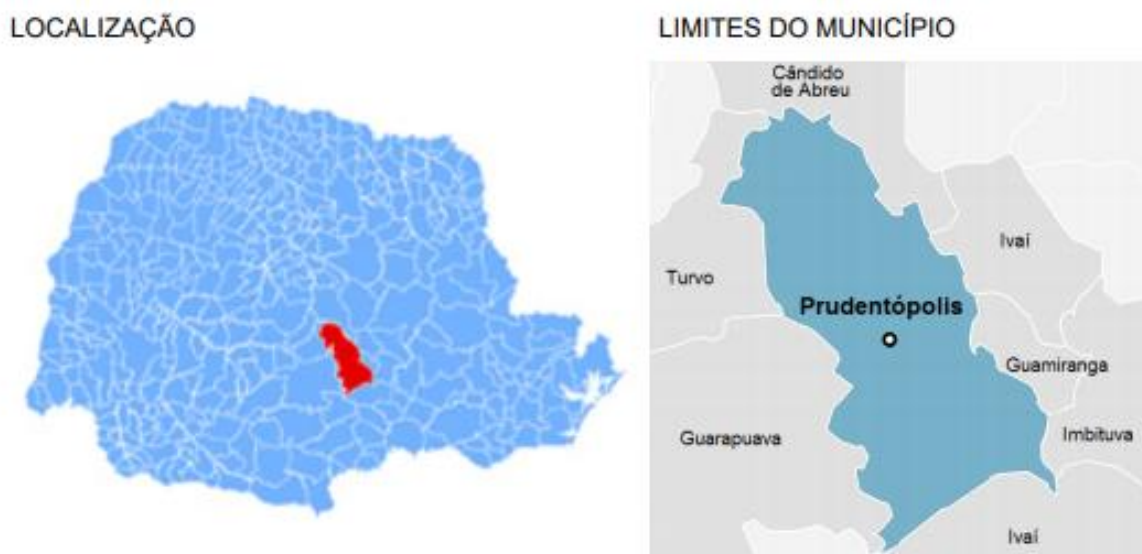 LOCALIZAÇÃO
LIMITES DO MUNICÍPIO
Cândido
de Abreu
Ivaí
Turvo
Prudentópolis
Guamiranga
Guarapuava
Imbituva
Ivaí